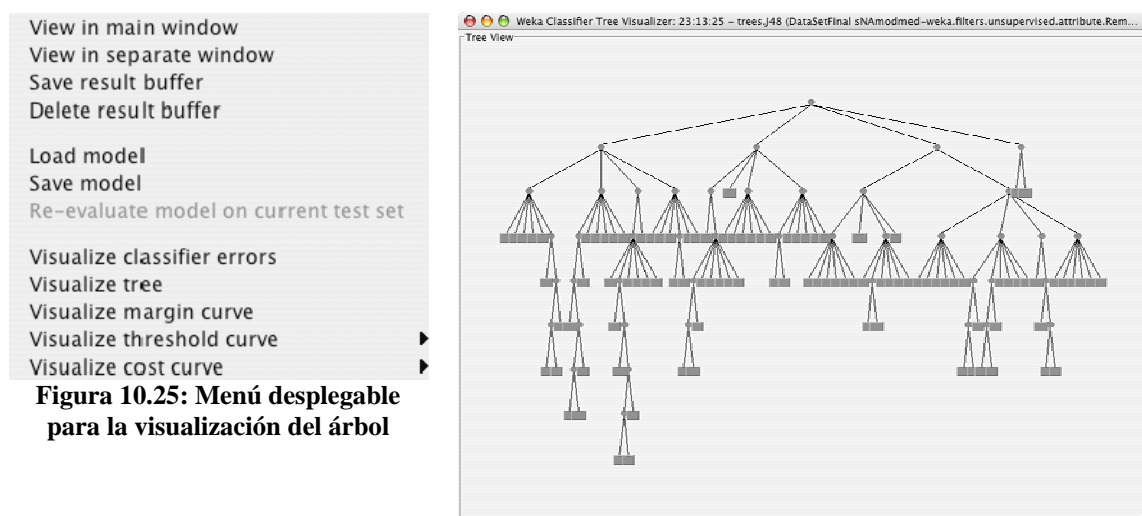 View in main window
View in separate window
Save result buffer
Delete result buffer
Load model
Save model
Re-evaluate model on current test set
Visualize classifier errors
Visualize tree
Visualize margin curve
Visualize threshold curve
Visualize cost curve
Figura 10.25: Menú desplegable
para la visualización del árbol
Weka Classifier Tree Visualizer: 23:13:25 – trees.J48 (DataSetFinal sNAmodmed-weka.filters.unsupervised.attribute.Rem...
Tree View